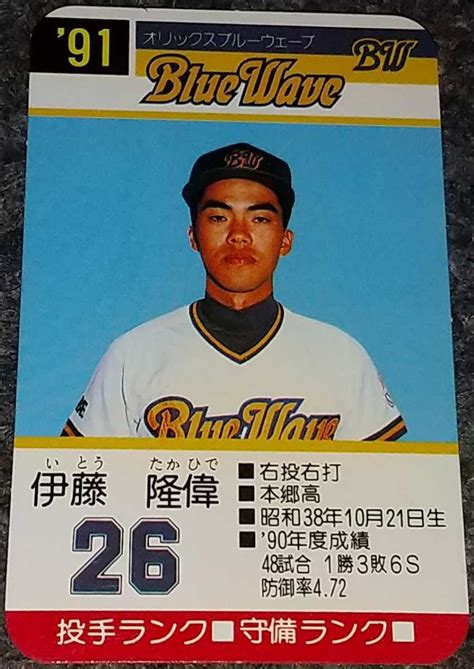 '91
オリックスブルーウェーブ
BW
Blue Wave
BW
Blue Wave
いとう たかひで
伊藤 隆偉
26
■右投右打
■本郷高
■昭和38年10月21日生
■'90年度成績
48試合 1勝3敗6S
防御率4.72
投手ランク■ 守備ランク■